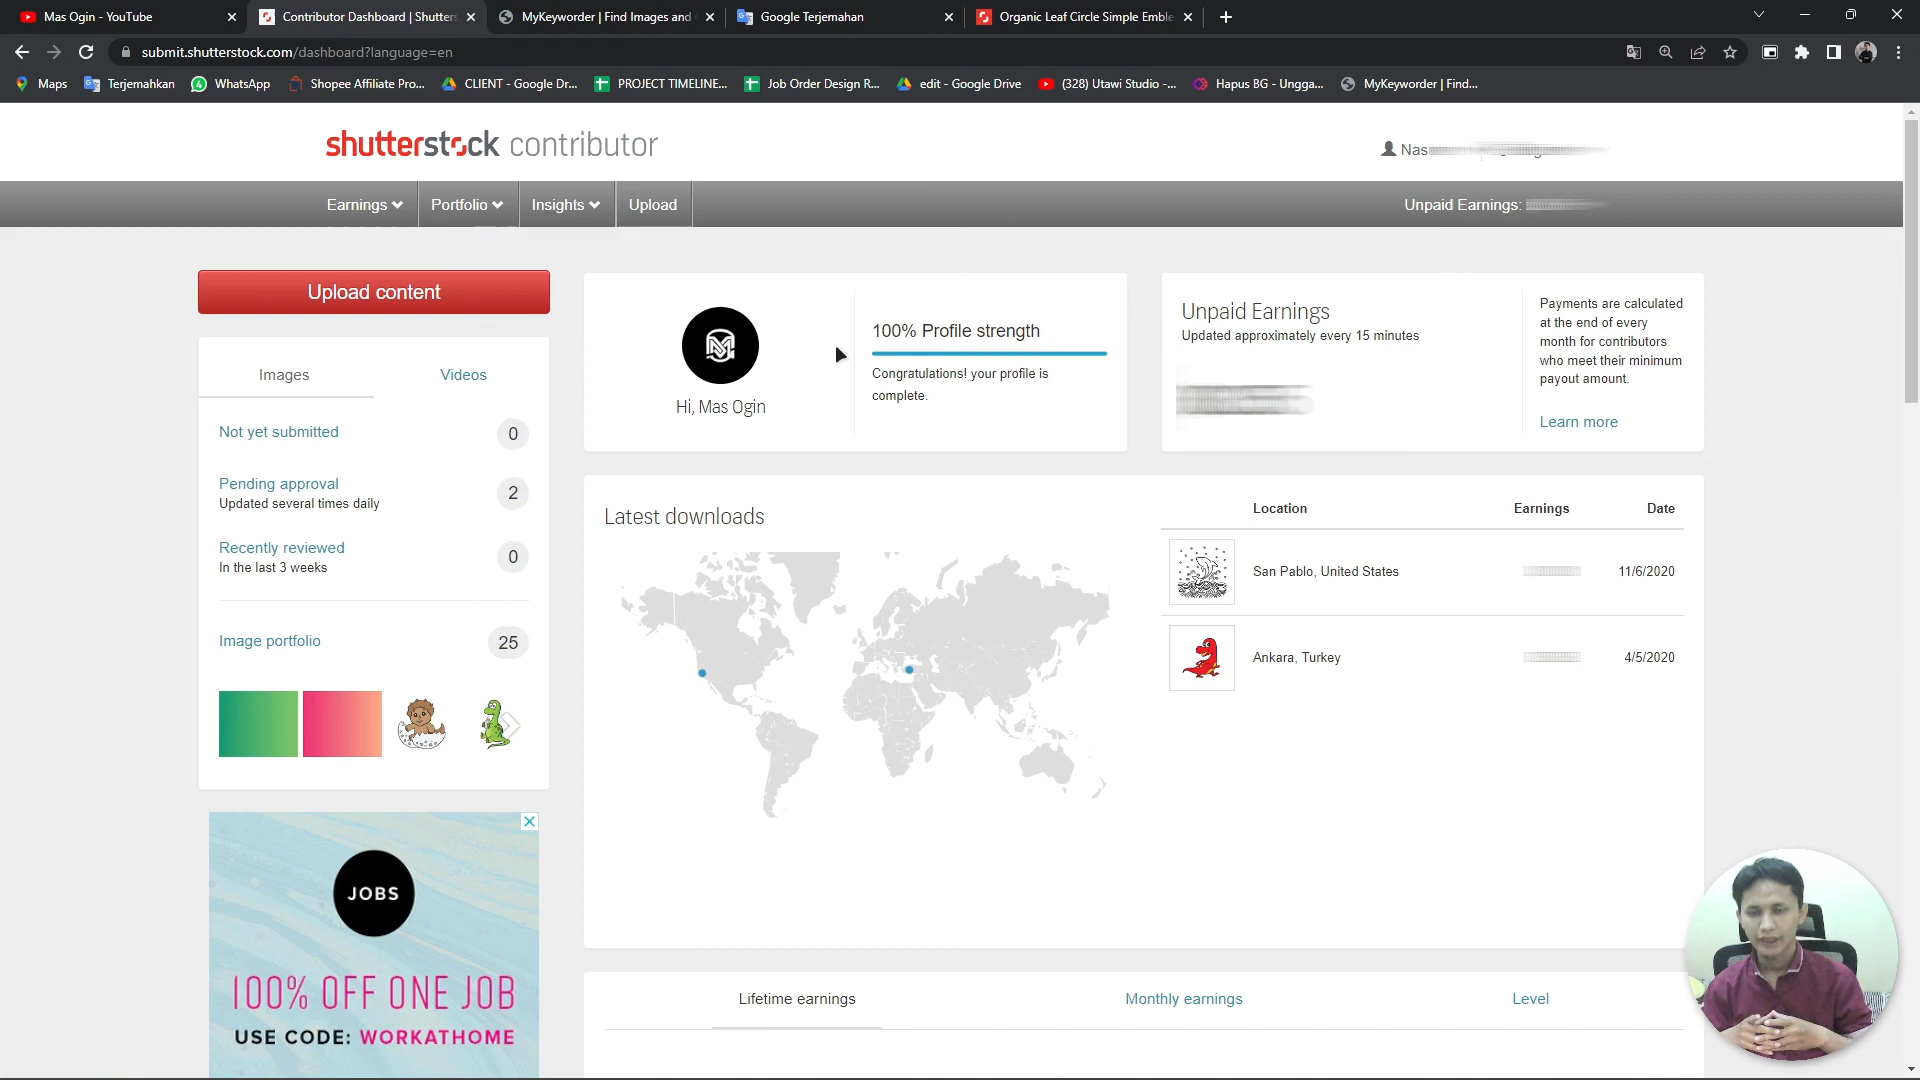 Mas Ogin - YouTube
Contributor Dashboard | Shutters
MyKeyworder | Find Images and
Google Terjemahan
Organic Leaf Circle Simple Emble
submit.shutterstock.com/dashboard?language=en
Maps
Terjemahkan
WhatsApp
Shopee Affiliate Pro...
CLIENT - Google Dr...
PROJECT TIMELINE...
Job Order Design R...
edit - Google Drive
(328) Utawi Studio -...
Hapus BG - Ungga...
MyKeyworder | Find...
shutterstock contributor
Nas
Earnings
Portfolio
Insights
Upload
Unpaid Earnings:
Upload content
Images
Videos
Not yet submitted
0
Pending approval
Updated several times daily
2
Recently reviewed
In the last 3 weeks
0
Image portfolio
25
Hi, Mas Ogin
100% Profile strength
Congratulations! your profile is
complete.
Unpaid Earnings
Updated approximately every 15 minutes
Payments are calculated
at the end of every
month for contributors
who meet their minimum
payout amount.
Learn more
Latest downloads
Location
Earnings
Date
San Pablo, United States
11/6/2020
Ankara, Turkey
4/5/2020
JOBS
100% OFF ONE JOB
USE CODE: WORKATHOME
Lifetime earnings
Monthly earnings
Level